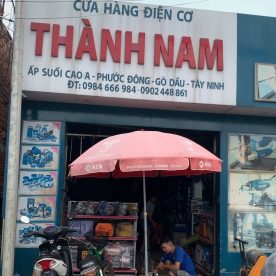 CỬA HÀNG ĐIỆN CƠ
THÀNH NAM
ẤP SUỐI CAO A - PHƯỚC ĐÔNG - GÒ DẦU - TÂY NINH
ĐT: 0984 666 984 - 0902 448 861